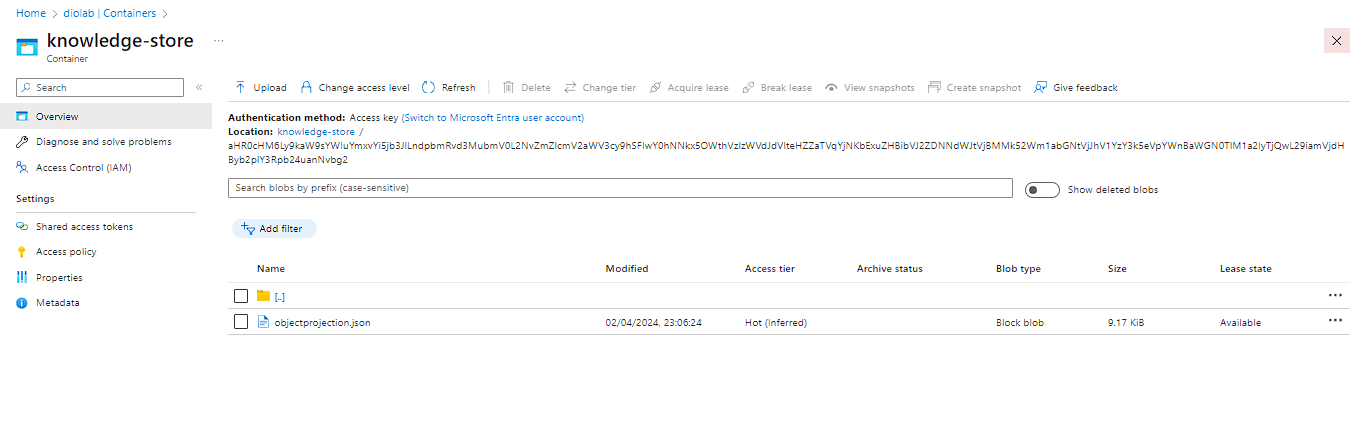 Home > diolab | Containers >
knowledge-store ...
Container
Search
«
Upload Change access level Refresh Delete Change tier Acquire lease Break lease View snapshots Create snapshot Give feedback
Overview
Diagnose and solve problems
Access Control (IAM)
Settings
Shared access tokens
Access policy
Properties
Metadata
Authentication method: Access key (Switch to Microsoft Entra user account)
Location: knowledge-store /
Search blobs by prefix (case-sensitive)
Show deleted blobs
Add filter
Name Modified Access tier Archive status Blob type Size Lease state
[..] ...
objectprojection.json 02/04/2024, 23:06:24 Hot (Inferred) Block blob 9.17 KiB Available ...